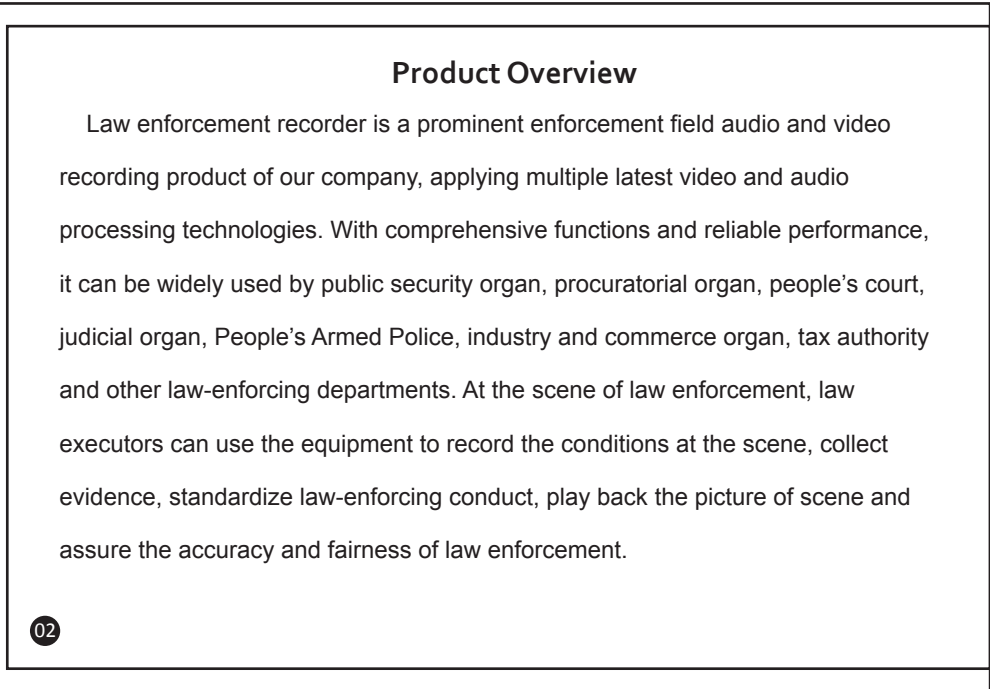 Product Overview
Law enforcement recorder is a prominent enforcement field audio and video
recording product of our company, applying multiple latest video and audio
processing technologies. With comprehensive functions and reliable performance,
it can be widely used by public security organ, procuratorial organ, people’s court,
judicial organ, People’s Armed Police, industry and commerce organ, tax authority
and other law-enforcing departments. At the scene of law enforcement, law
executors can use the equipment to record the conditions at the scene, collect
evidence, standardize law-enforcing conduct, play back the picture of scene and
assure the accuracy and fairness of law enforcement.
02